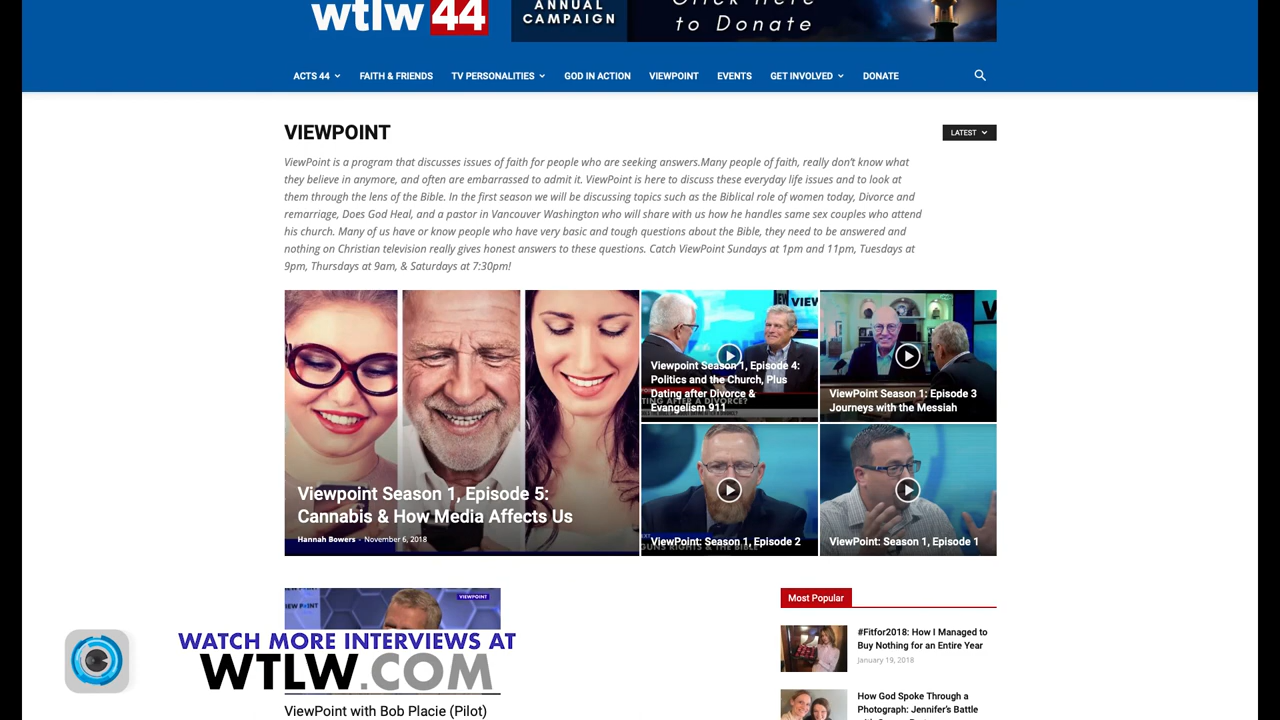 wtlw44
ANNUAL
CAMPAIGN
Click Here
to Donate
ACTS 44 FAITH & FRIENDS TV PERSONALITIES GOD IN ACTION VIEWPOINT EVENTS GET INVOLVED DONATE
VIEWPOINT
LATEST
ViewPoint is a program that discusses issues of faith for people who are seeking answers.Many people of faith, really don't know what
they believe in anymore, and often are embarrassed to admit it. ViewPoint is here to discuss these everyday life issues and to look at
them through the lens of the Bible. In the first season we will be discussing topics such as the Biblical role of women today, Divorce and
remarriage, Does God Heal, and a pastor in Vancouver Washington who will share with us how he handles same sex couples who attend
his church. Many of us have or know people who have very basic and tough questions about the Bible, they need to be answered and
nothing on Christian television really gives honest answers to these questions. Catch ViewPoint Sundays at 1pm and 11pm, Tuesdays at
9pm, Thursdays at 9am, & Saturdays at 7:30pm!
VIEW
Viewpoint Season 1, Episode 4:
Politics and the Church, Plus
Dating after Divorce &
Evangelism 911
TING AFTER A DIVORCE?
ViewPoint Season 1: Episode 3
Journeys with the Messiah
Viewpoint Season 1, Episode 5:
Cannabis & How Media Affects Us
Hannah Bowers - November 6, 2018
ViewPoint: Season 1, Episode 2
GUNS RIGHTS & THE BIBLE
ViewPoint: Season 1, Episode 1
IEW POINT
VIEWPOINT
WATCH MORE INTERVIEWS AT
WTLW.COM
ViewPoint with Bob Placie (Pilot)
Most Popular
#Fitfor2018: How I Managed to
Buy Nothing for an Entire Year
January 19, 2018
How God Spoke Through a
Photograph: Jennifer's Battle